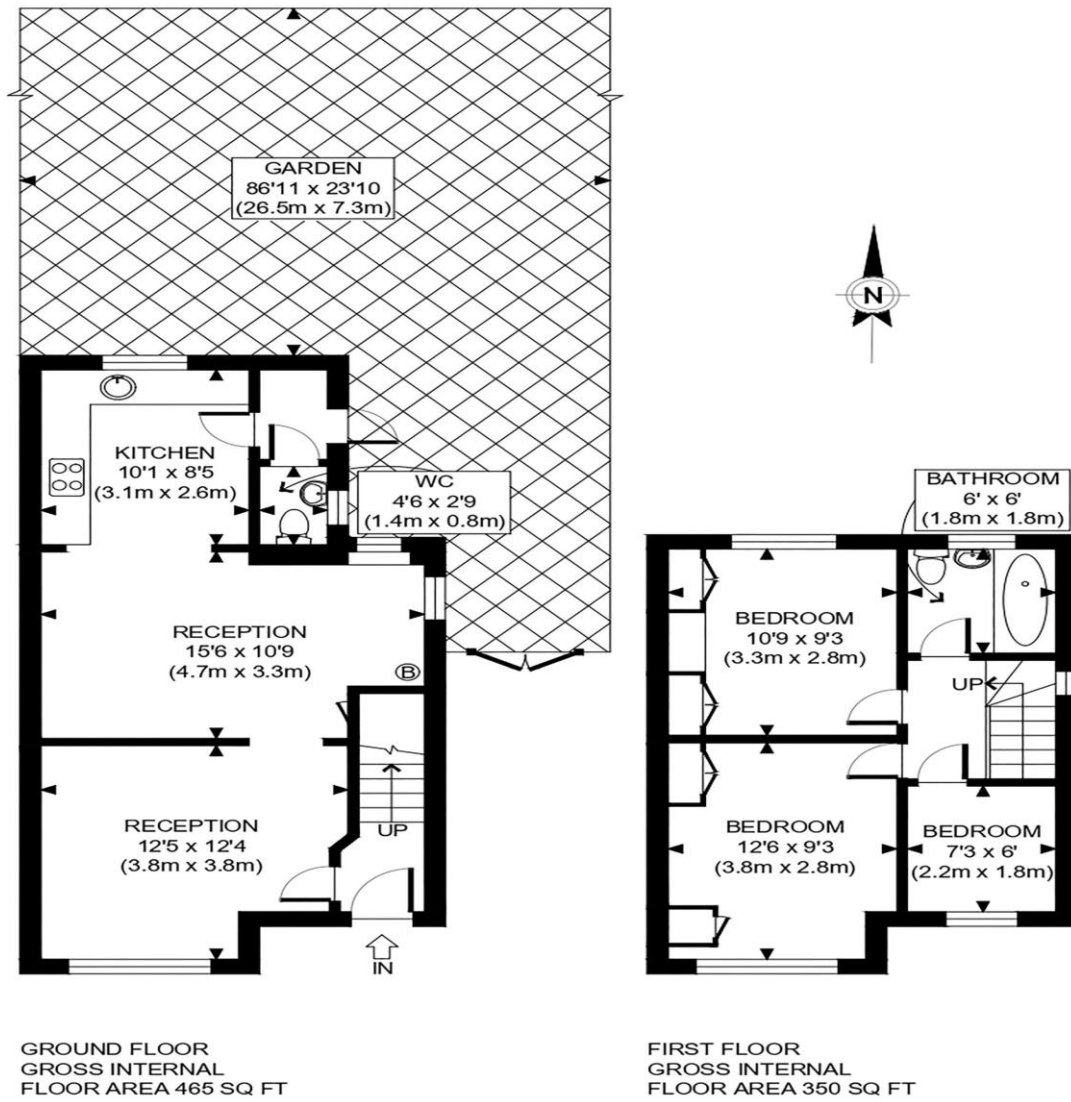 GARDEN
86'11 x 23'10
(26.5m x 7.3m)
N
KITCHEN
10'1 x 8'5
(3.1m x 2.6m)
WC
4'6 x 2'9
(1.4m x 0.8m)
RECEPTION
15'6 x 10'9
(4.7m x 3.3m)
B
RECEPTION
12'5 x 12'4
(3.8m x 3.8m)
UP
IN
BATHROOM
6' x 6'
(1.8m x 1.8m)
BEDROOM
10'9 x 9'3
(3.3m x 2.8m)
UP
BEDROOM
12'6 x 9'3
(3.8m x 2.8m)
BEDROOM
7'3 x 6'
(2.2m x 1.8m)
GROUND FLOOR
GROSS INTERNAL
FLOOR AREA 465 SQ FT
FIRST FLOOR
GROSS INTERNAL
FLOOR AREA 350 SQ FT